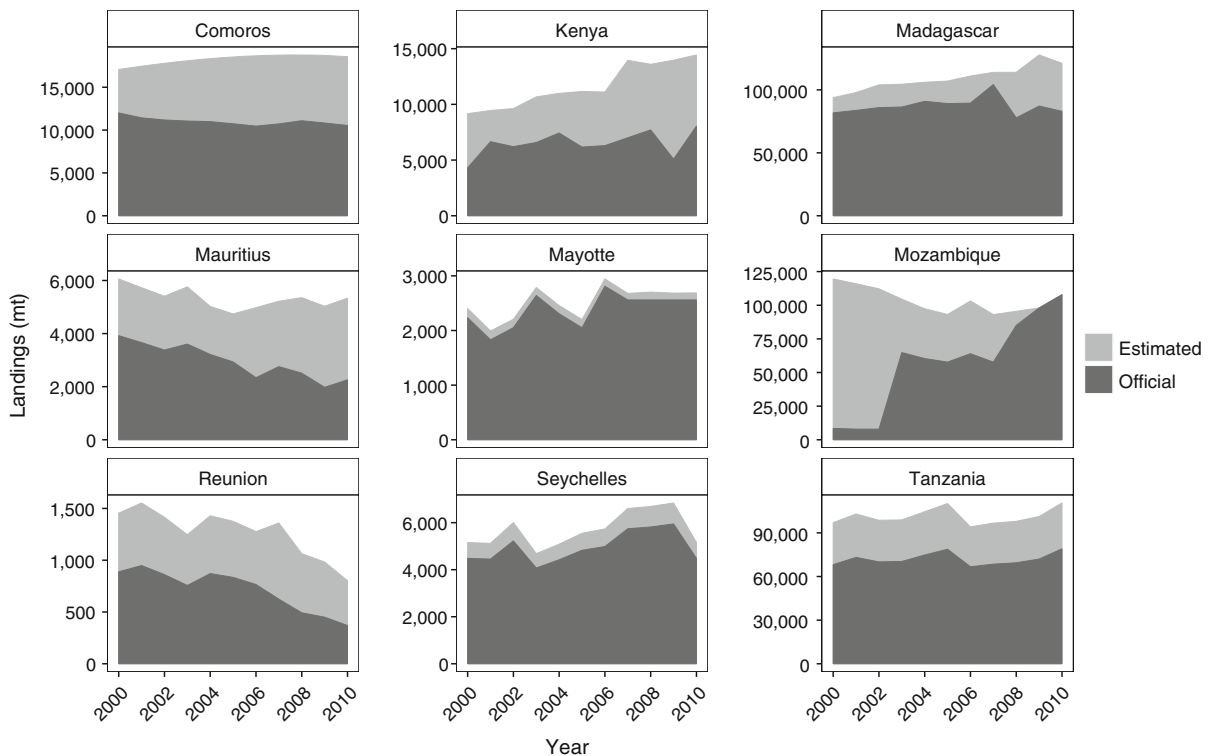 Comoros
Kenya
Madagascar
15,000
10,000
5,000
0
15,000
10,000
5,000
0
100,000
50,000
0
Mauritius
Mayotte
Mozambique
6,000
4,000
2,000
0
3,000
2,000
1,000
0
125,000
100,000
75,000
50,000
25,000
0
Landings (mt)
Estimated
Official
Reunion
Seychelles
Tanzania
1,500
1,000
500
0
6,000
4,000
2,000
0
90,000
60,000
30,000
0
2000 2002 2004 2006 2008 2010
2000 2002 2004 2006 2008 2010
2000 2002 2004 2006 2008 2010
Year